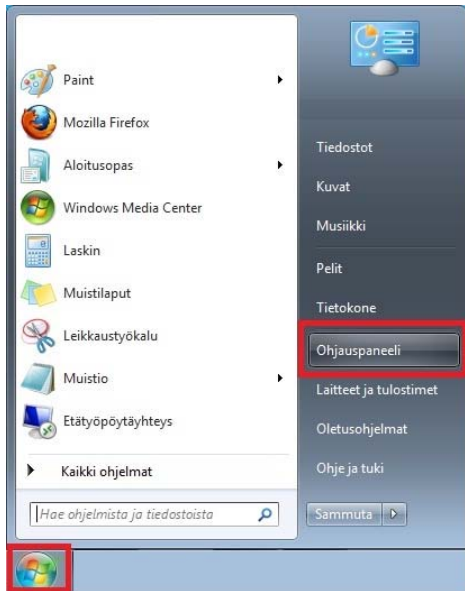 Paint
Mozilla Firefox
Aloitusopas
Windows Media Center
Laskin
Muistilaput
Leikkaustyökalu
Muistio
Etätyöpöytäyhteys
Kaikki ohjelmat
Hae ohjelmista ja tiedostoista
Tiedostot
Kuvat
Musiikki
Pelit
Tietokone
Ohjauspaneeli
Laitteet ja tulostimet
Oletusohjelmat
Ohje ja tuki
Sammuta